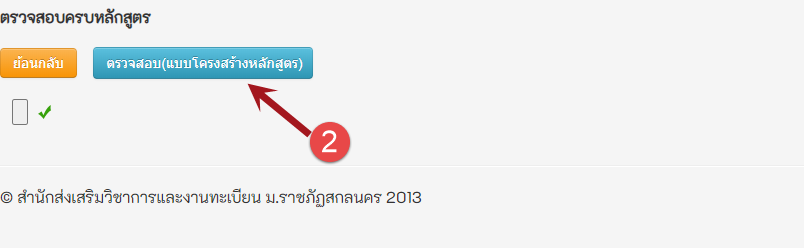 ตรวจสอบครบหลักสูตร
ย้อนกลับ ตรวจสอบ(แบบโครงสร้างหลักสูตร)
2
© สำนักส่งเสริมวิชาการและงานทะเบียน ม.ราชภัฏสกลนคร 2013